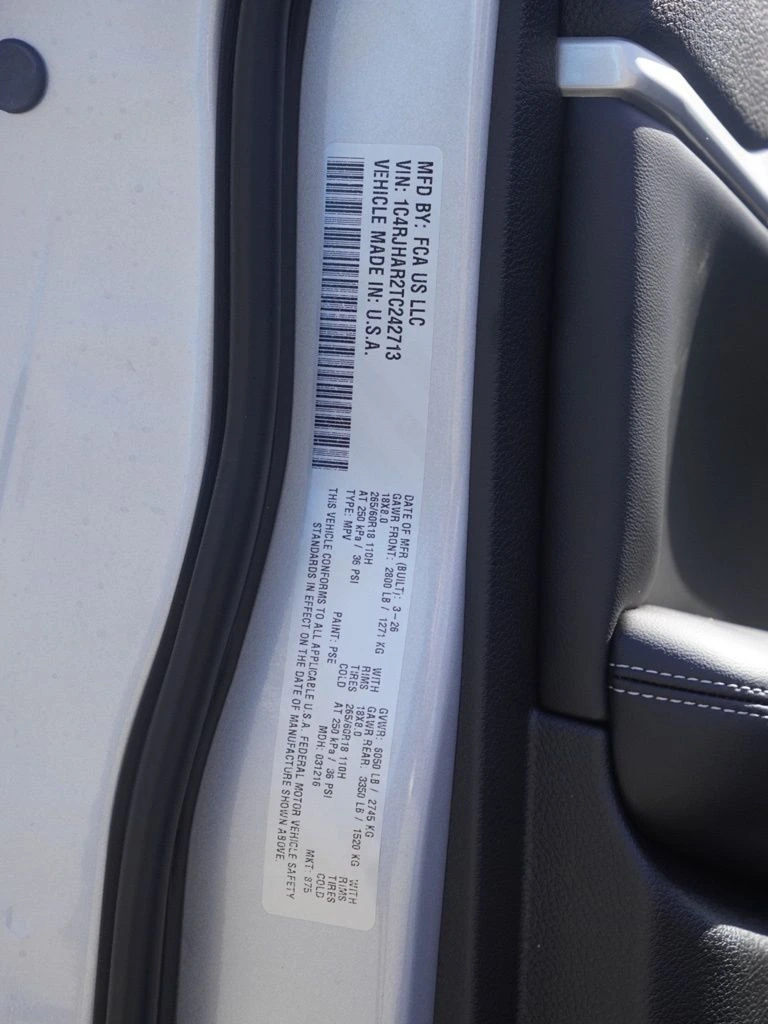 MFD BY: FCA US LLC
VIN: 1C4RJHAR2TC242713
VEHICLE MADE IN: U.S.A.
DATE OF MFR (BUILT): 3-26 GVWR: 6050 LB / 2745 KG
GAWR FRONT: 2800 LB / 1271 KG WITH GAWR REAR: 3350 LB / 1520 KG WITH
18X8.0 RIMS 18X8.0 RIMS
265/60R18 110H TIRES 265/60R18 110H TIRES
AT 250 kPa / 36 PSI COLD AT 250 kPa / 36 PSI COLD
TYPE: MPV PAINT: PSE MDH: 031216 MKT: 875
THIS VEHICLE CONFORMS TO ALL APPLICABLE U.S.A. FEDERAL MOTOR VEHICLE SAFETY
STANDARDS IN EFFECT ON THE DATE OF MANUFACTURE SHOWN ABOVE.